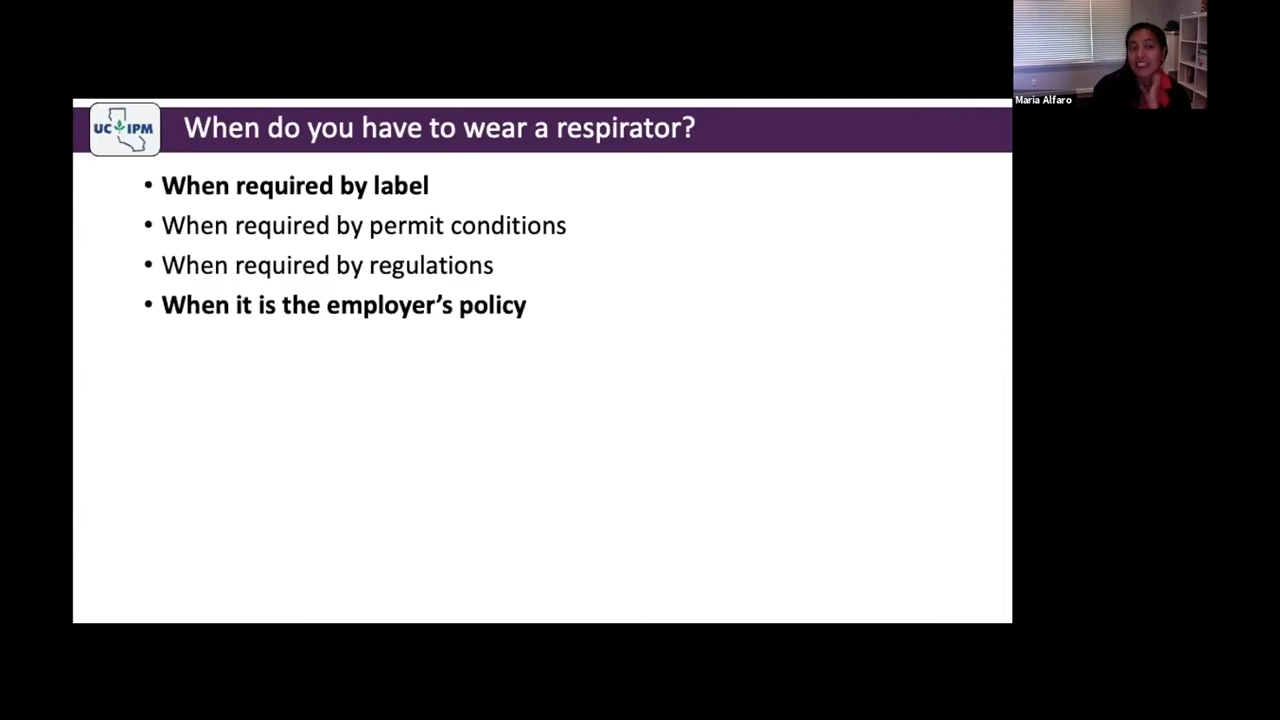 Maria Alfaro
UC IPM
When do you have to wear a respirator?
• When required by label
• When required by permit conditions
• When required by regulations
• When it is the employer's policy